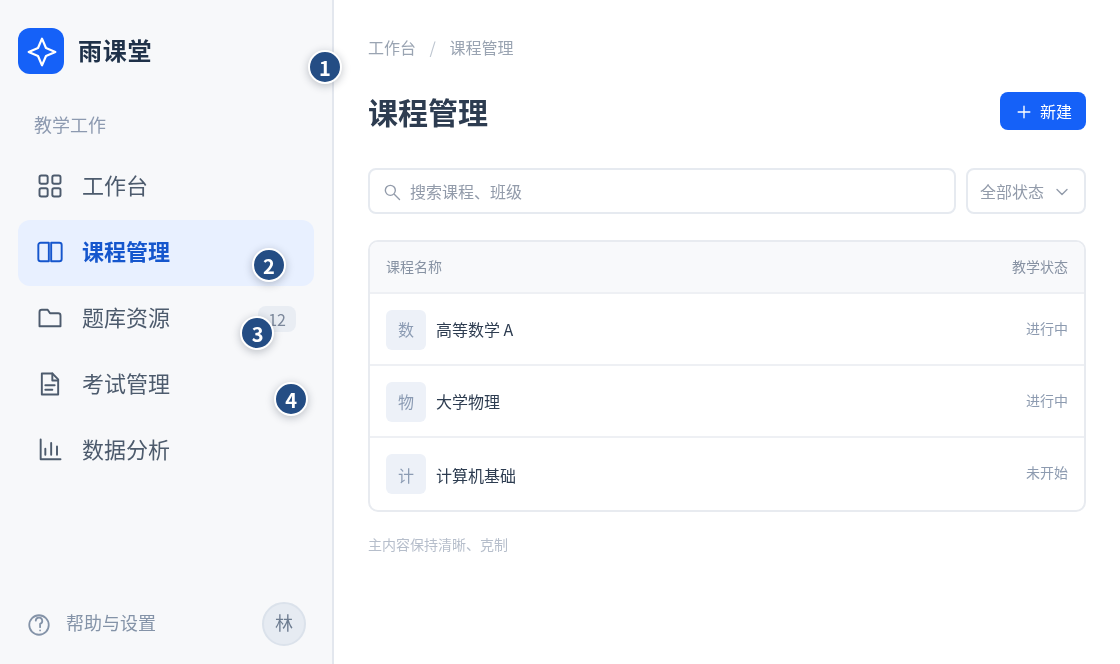 雨课堂
1
教学工作
工作台
课程管理
2
题库资源
3
12
考试管理
4
数据分析
帮助与设置
林
工作台 / 课程管理
课程管理
新建
搜索课程、班级
全部状态
课程名称 教学状态
数 高等数学 A 进行中
物 大学物理 进行中
计 计算机基础 未开始
主内容保持清晰、克制